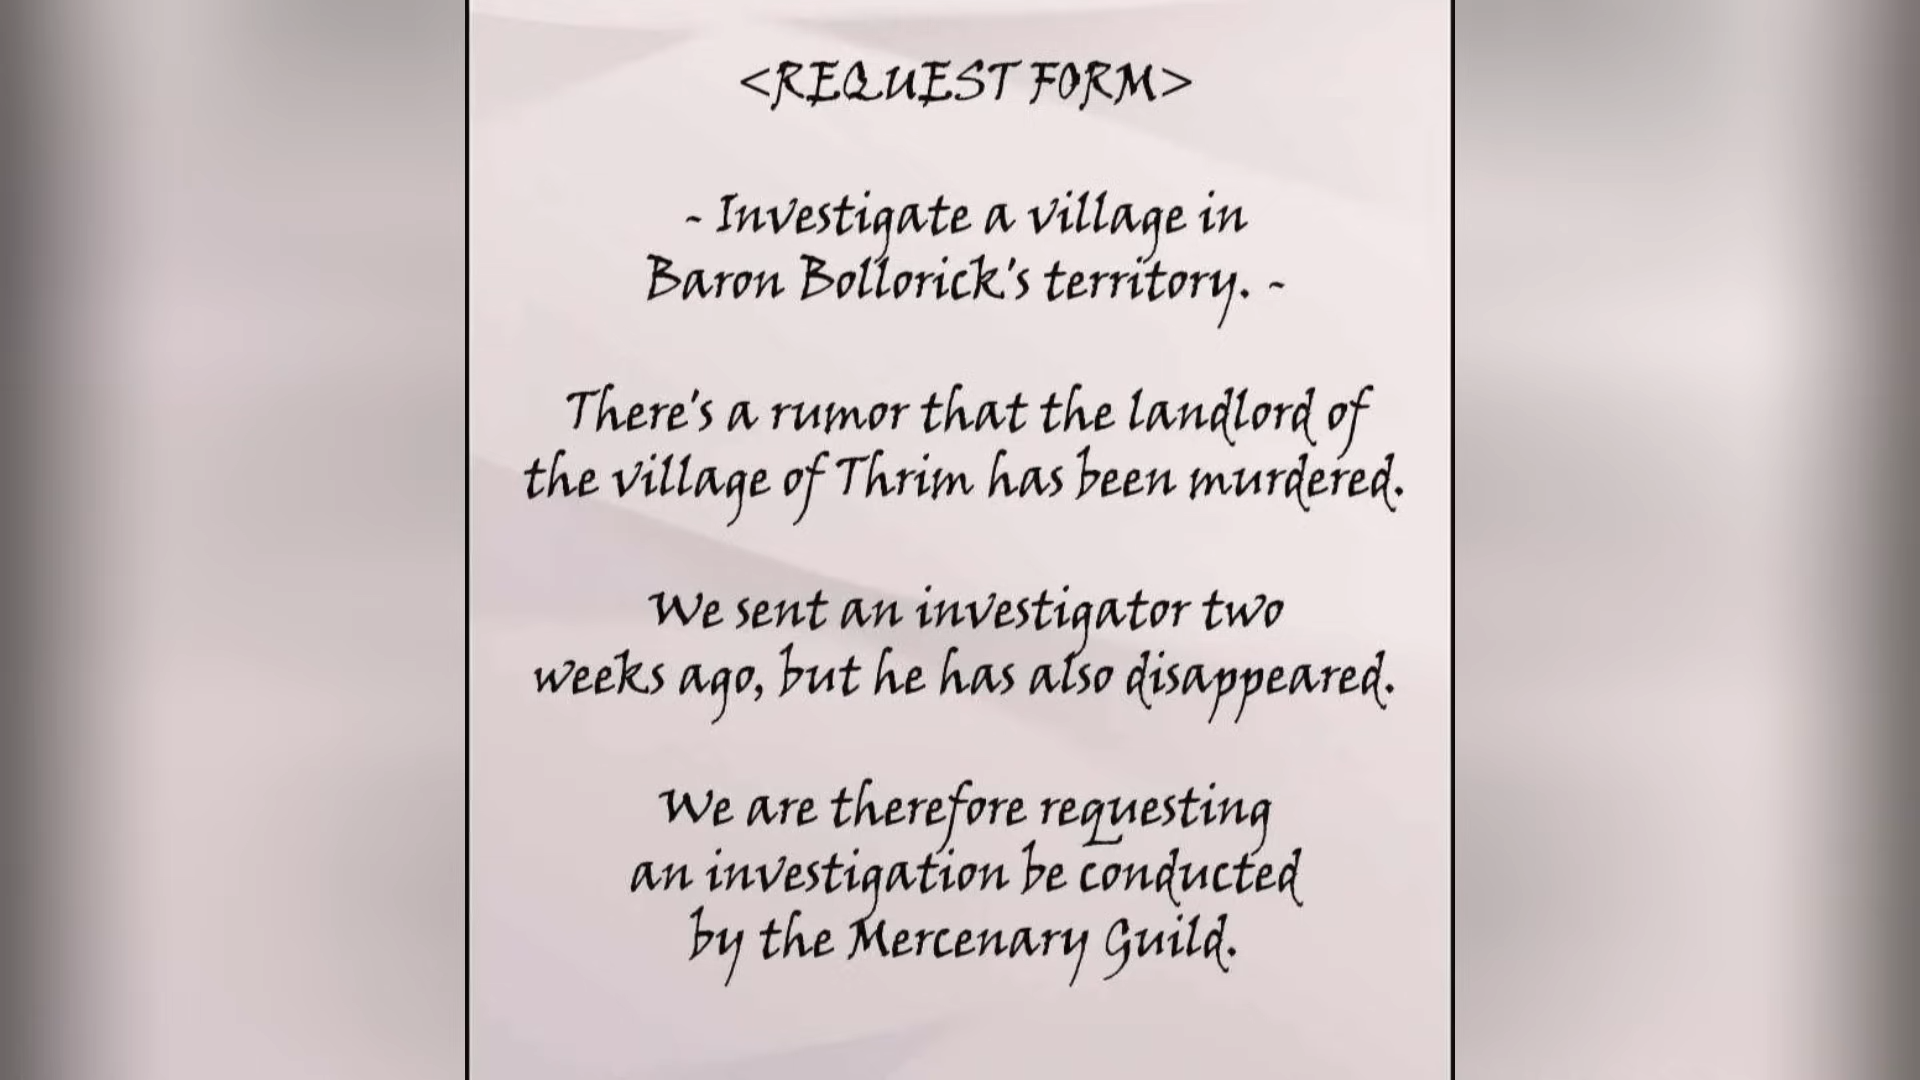 <REQUEST FORM>
- Investigate a village in
Baron Bollorick's territory. -
There's a rumor that the landlord of
the village of Thrim has been murdered.
We sent an investigator two
weeks ago, but he has also disappeared.
We are therefore requesting
an investigation be conducted
by the Mercenary Guild.